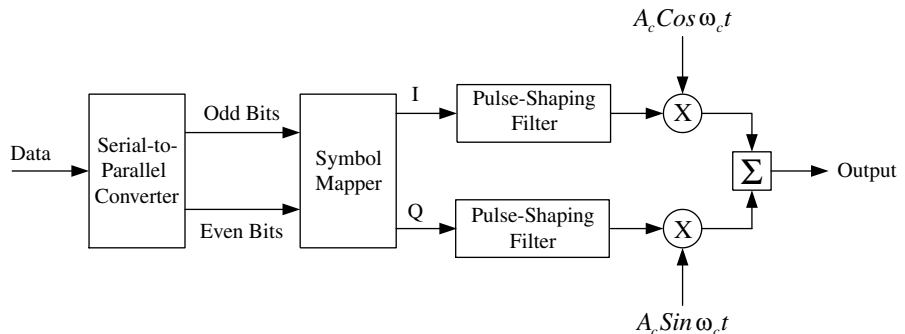 A_c Cos ω_c t
Data
Serial-to-
Parallel
Converter
Odd Bits
Even Bits
Symbol
Mapper
I
Q
Pulse-Shaping
Filter
Pulse-Shaping
Filter
X
X
Σ
Output
A_c Sin ω_c t